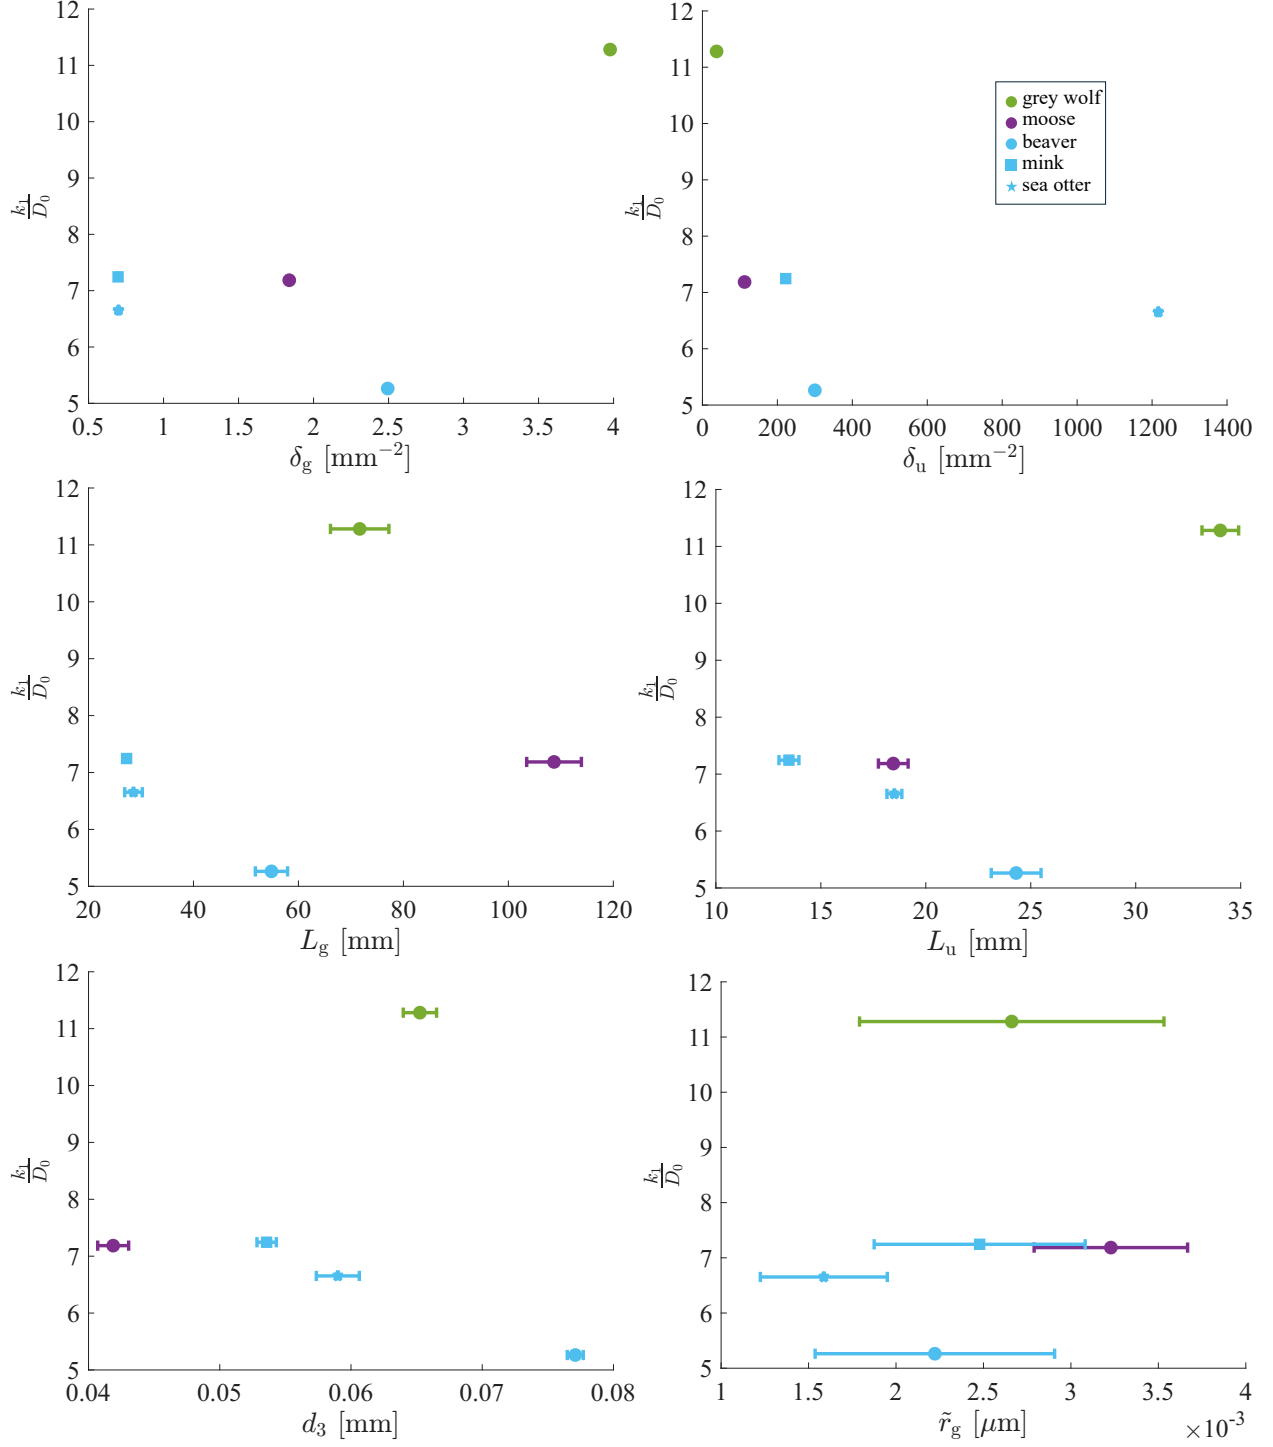 12
11
10
9
8
7
6
5
k₁/D₀
0.5 1 1.5 2 2.5 3 3.5 4
δg [mm⁻²]
12
11
10
9
8
7
6
5
k₁/D₀
grey wolf
moose
beaver
mink
sea otter
0 200 400 600 800 1000 1200 1400
δu [mm⁻²]
12
11
10
9
8
7
6
5
k₁/D₀
20 40 60 80 100 120
Lg [mm]
12
11
10
9
8
7
6
5
k₁/D₀
10 15 20 25 30 35
Lu [mm]
12
11
10
9
8
7
6
5
k₁/D₀
0.04 0.05 0.06 0.07 0.08
d₃ [mm]
12
11
10
9
8
7
6
5
k₁/D₀
1 1.5 2 2.5 3 3.5 4
r̃g [μm] ×10⁻³